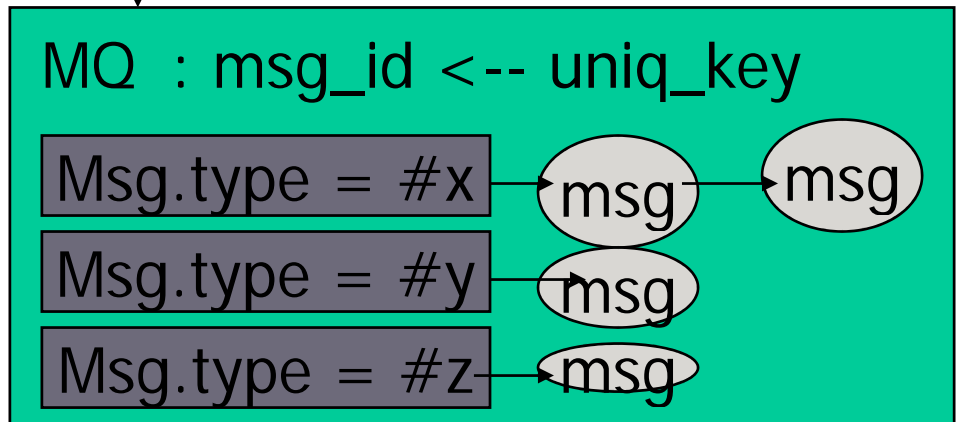 MQ : msg_id <-- uniq_key
Msg.type = #x msg msg
Msg.type = #y msg
Msg.type = #z msg